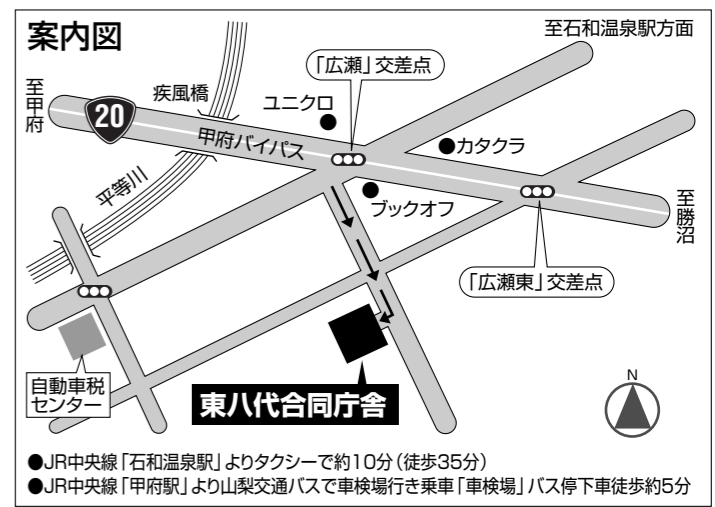 案内図
至石和温泉駅方面
「広瀬」交差点
至甲府
疾風橋
ユニクロ
20
甲府バイパス
カタクラ
平等川
ブックオフ
至勝沼
「広瀬東」交差点
自動車税
センター
東八代合同庁舎
N
●JR中央線「石和温泉駅」よりタクシーで約10分(徒歩35分)
●JR中央線「甲府駅」より山梨交通バスで車検場行き乗車「車検場」バス停下車徒歩約5分